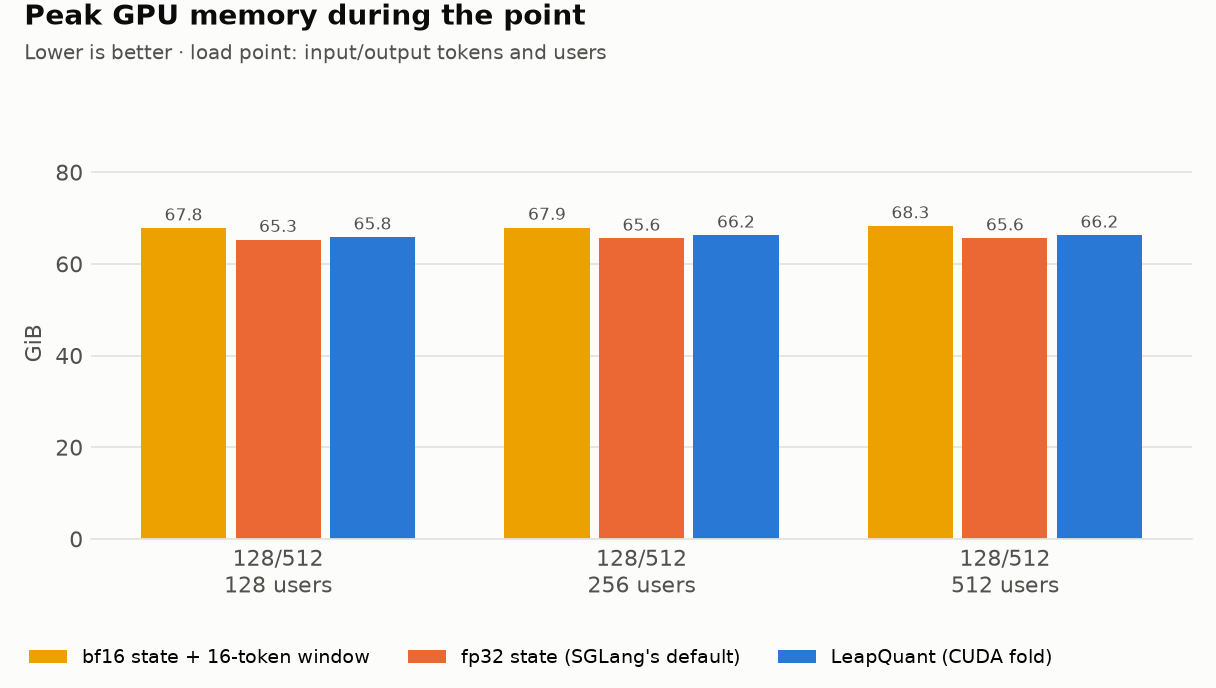 Peak GPU memory during the point
Lower is better · load point: input/output tokens and users
80
60
40
20
0
GiB
67.8
65.3
65.8
67.9
65.6
66.2
68.3
65.6
66.2
128/512
128 users
128/512
256 users
128/512
512 users
bf16 state + 16-token window
fp32 state (SGLang's default)
LeapQuant (CUDA fold)